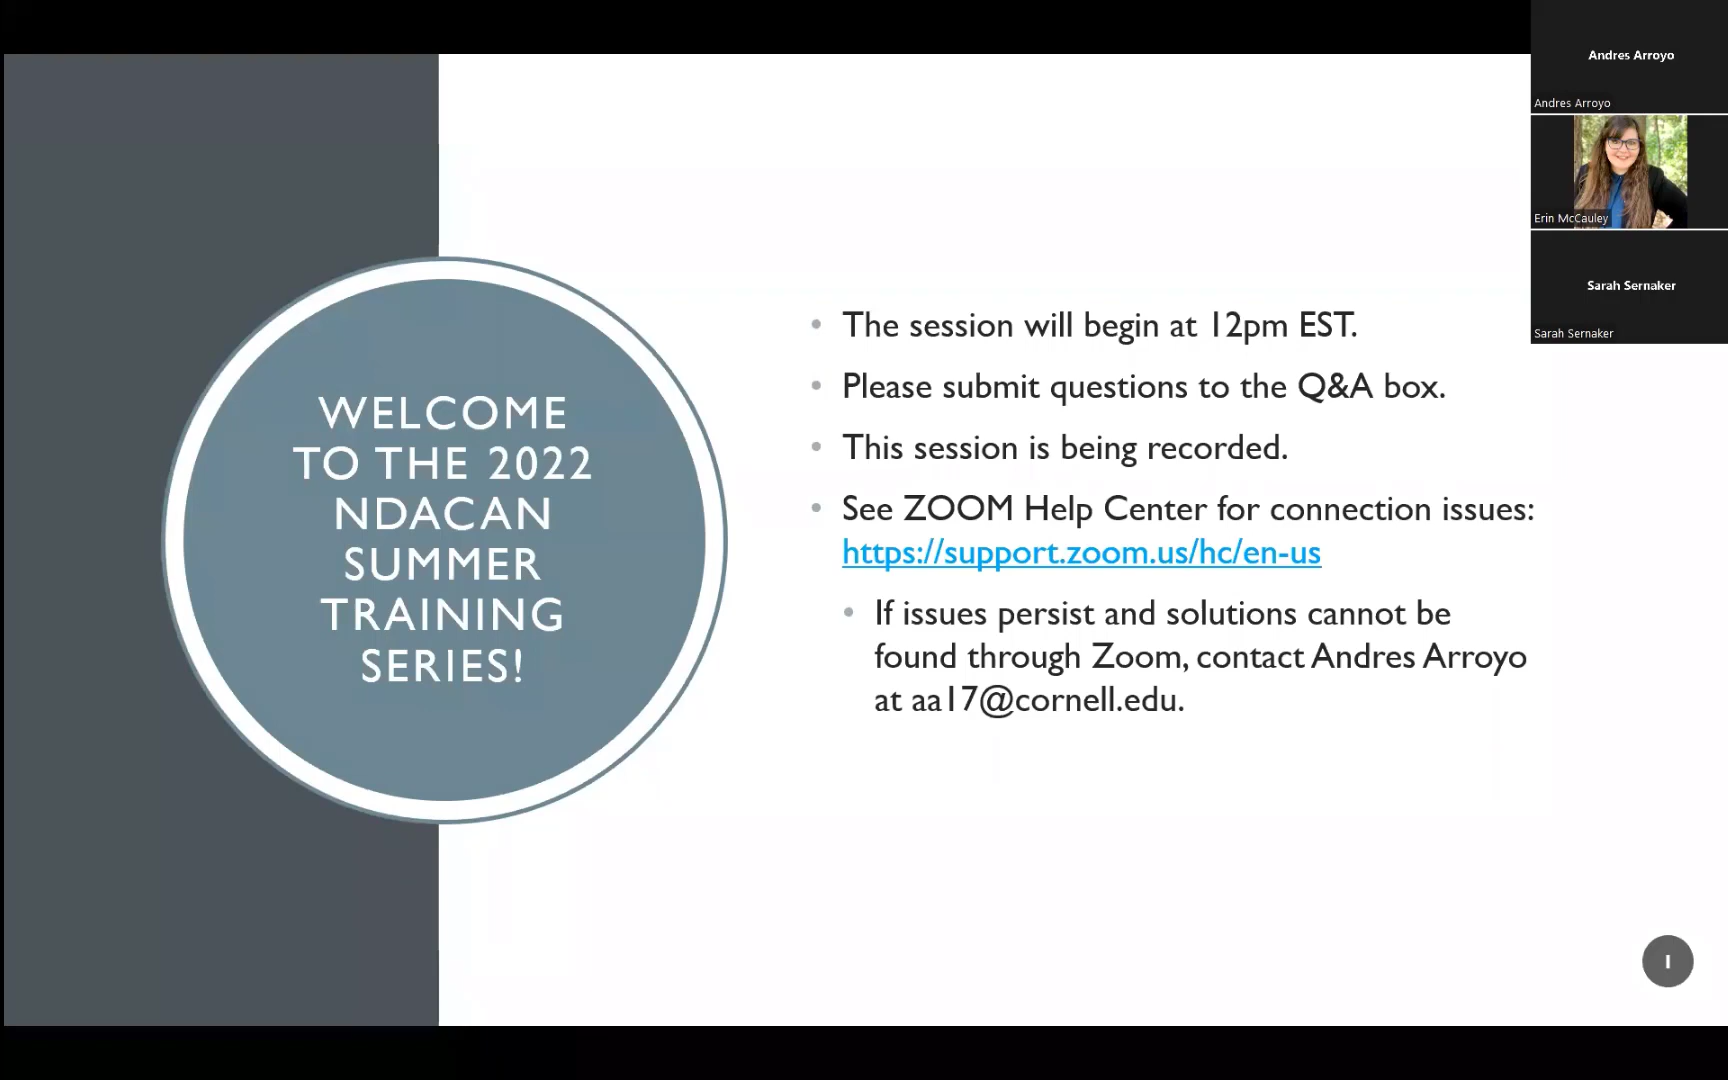 WELCOME
TO THE 2022
NDACAN
SUMMER
TRAINING
SERIES!
• The session will begin at 12pm EST.
• Please submit questions to the Q&A box.
• This session is being recorded.
• See ZOOM Help Center for connection issues:
https://support.zoom.us/hc/en-us
• If issues persist and solutions cannot be
found through Zoom, contact Andres Arroyo
at aa17@cornell.edu.
1
Andres Arroyo
Andres Arroyo
Erin McCauley
Sarah Sernaker
Sarah Sernaker